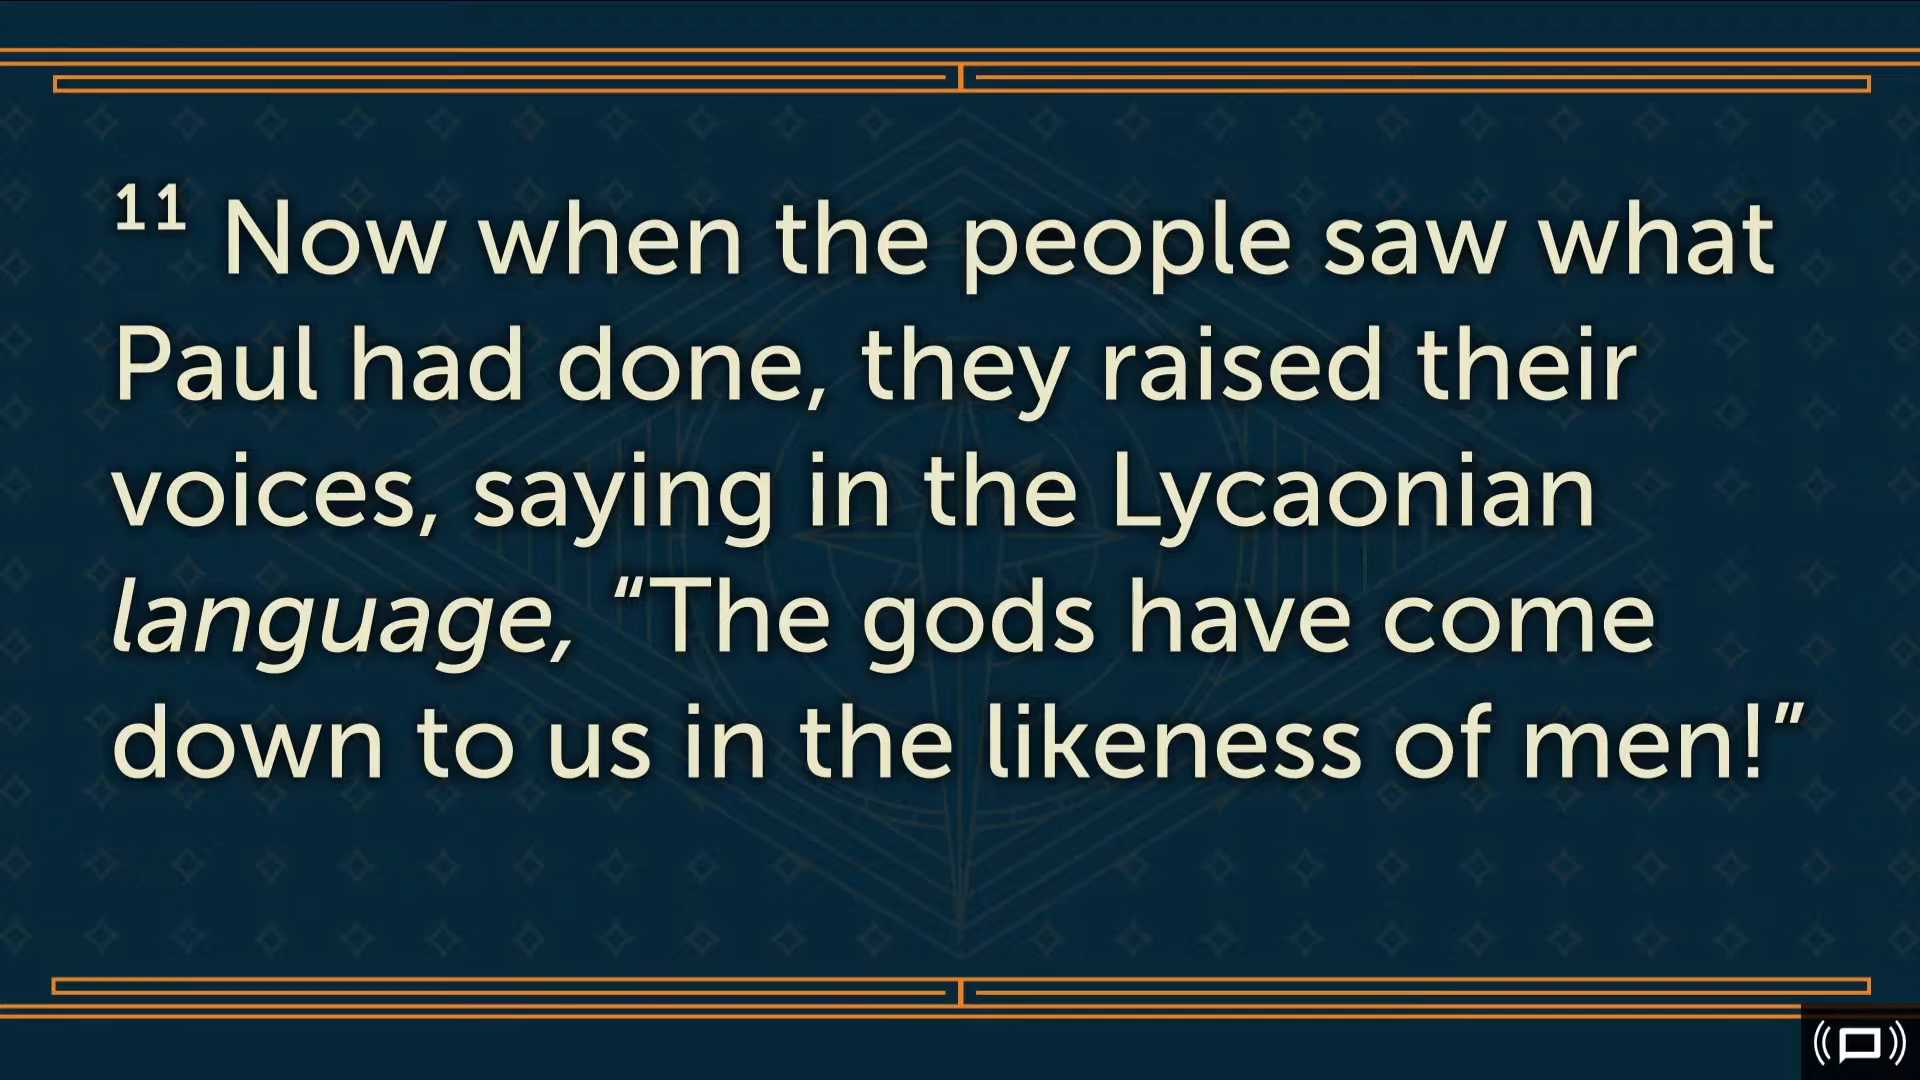 11 Now when the people saw what
Paul had done, they raised their
voices, saying in the Lycaonian
language, “The gods have come
down to us in the likeness of men!”